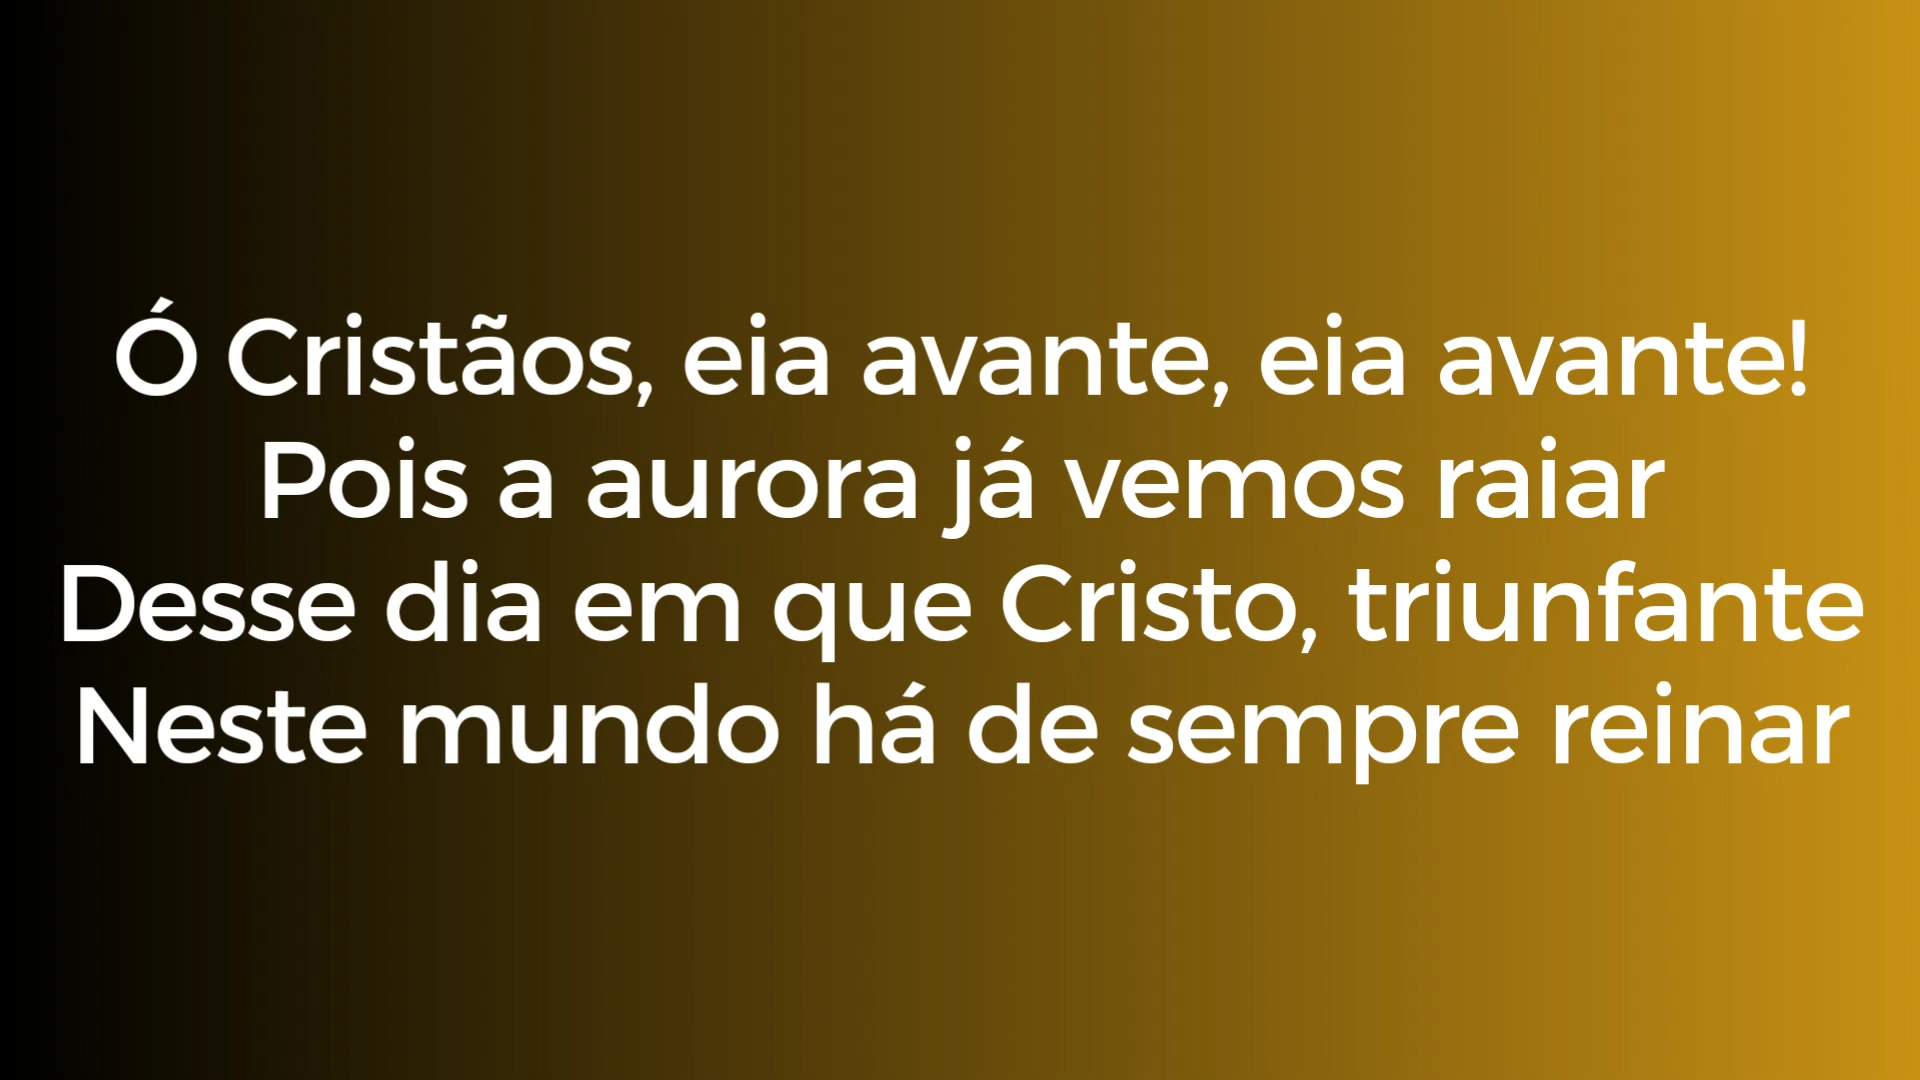 Ó Cristãos, eia avante, eia avante!
Pois a aurora já vemos raiar
Desse dia em que Cristo, triunfante
Neste mundo há de sempre reinar